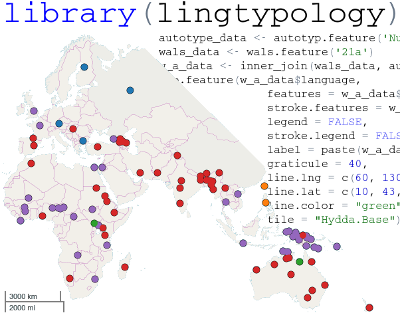 library(lingtypology)
autotype_data <- autotyp.feature('Nu
wals_data <- wals.feature('21a')
_a_data <- inner_join(wals_data, au
.feature(w_a_data$language,
features = w_a_data$
stroke.features = w_
legend = FALSE,
stroke.legend = FALS
label = paste(w_a_da
graticule = 40,
line.lng = c(60, 130
line.lat = c(10, 43,
line.color = "green"
tile = "Hydda.Base")
3000 km
2000 mi